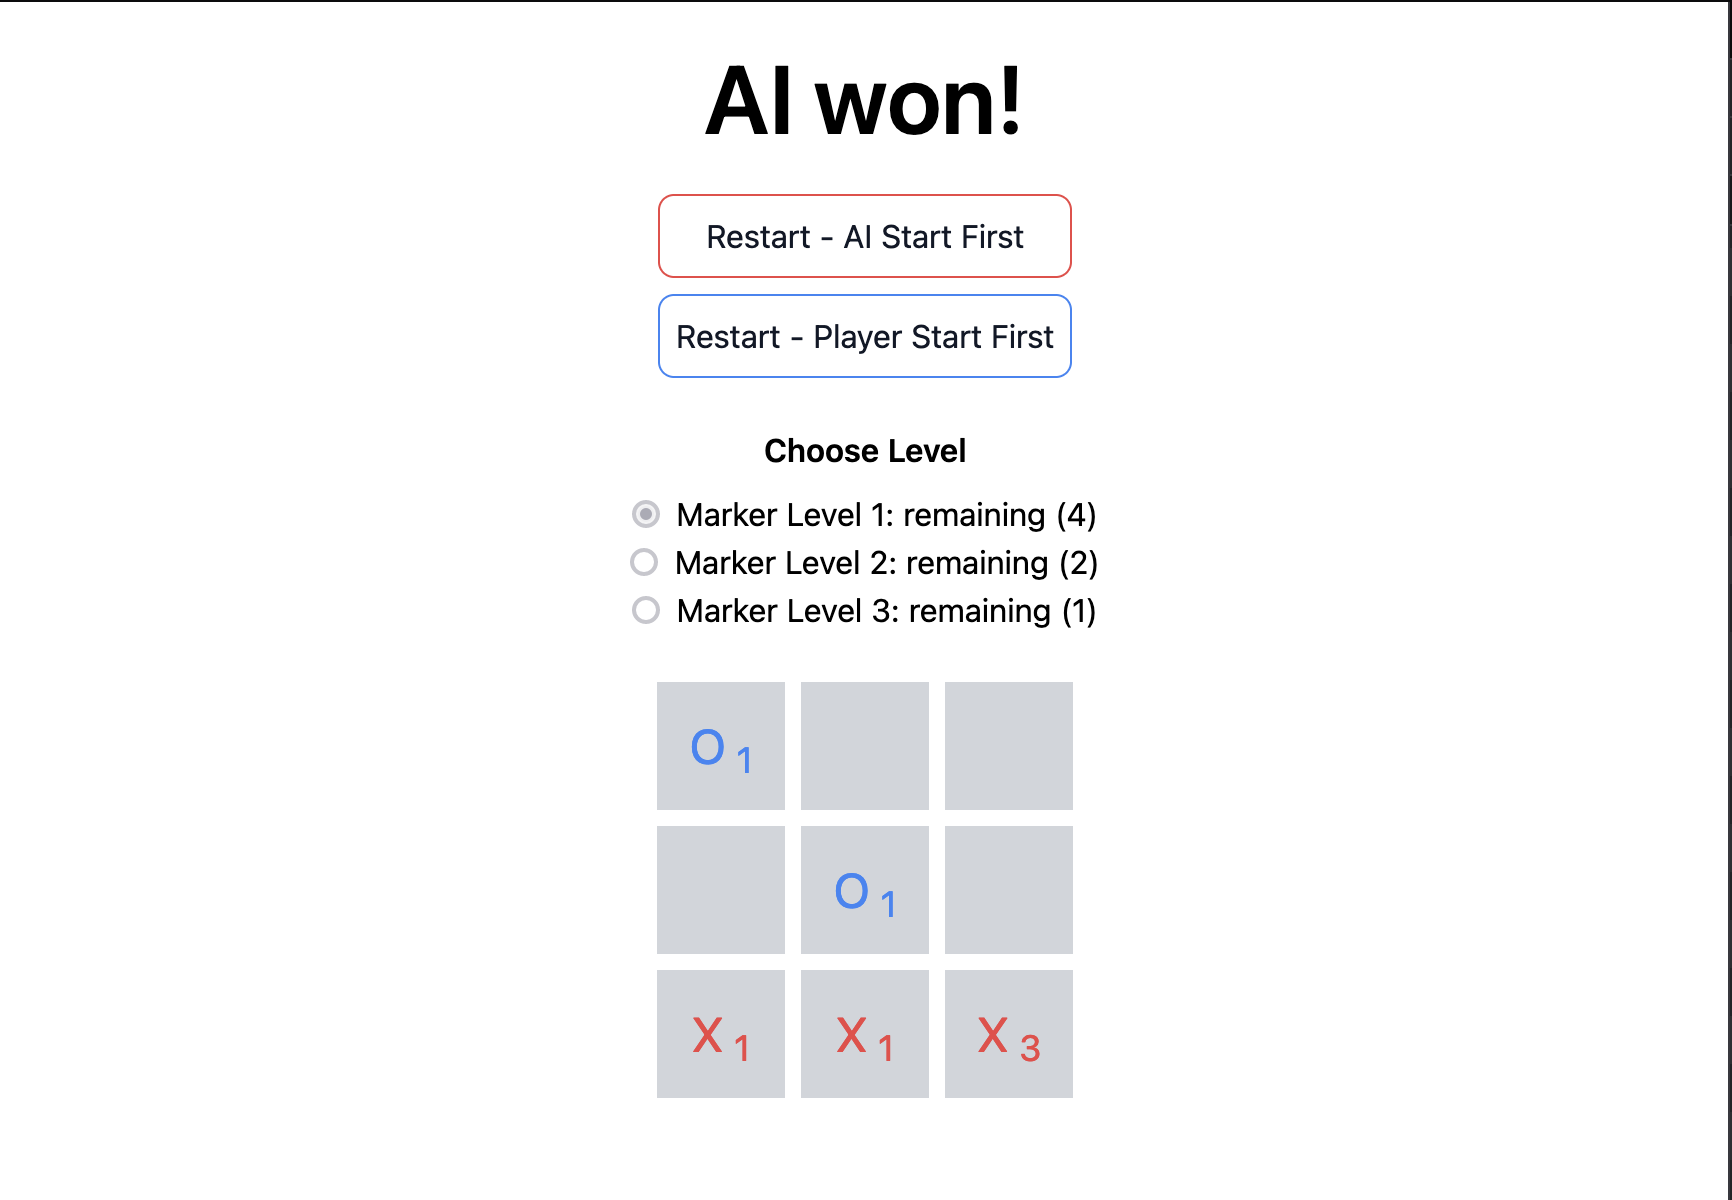 AI won!
Restart - AI Start First
Restart - Player Start First
Choose Level
Marker Level 1: remaining (4)
Marker Level 2: remaining (2)
Marker Level 3: remaining (1)
O 1
O 1
X 1 X 1 X 3